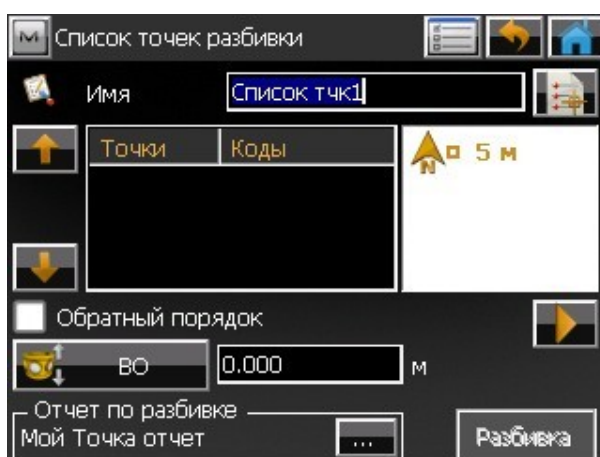 Список точек разбивки
Имя
Список тчк1
Точки Коды
N 5 м
Обратный порядок
ВО 0.000 м
Отчет по разбивке
Мой Точка отчет ...
Разбивка